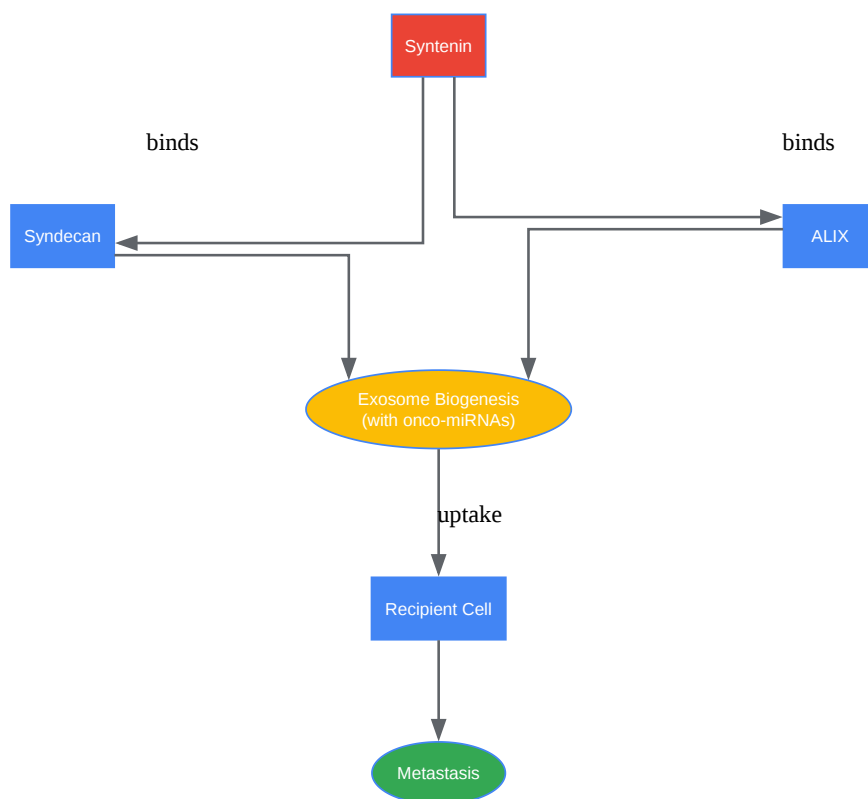 Syntenin
binds
binds
Syndecan
ALIX
Exosome Biogenesis
(with onco-miRNAs)
uptake
Recipient Cell
Metastasis